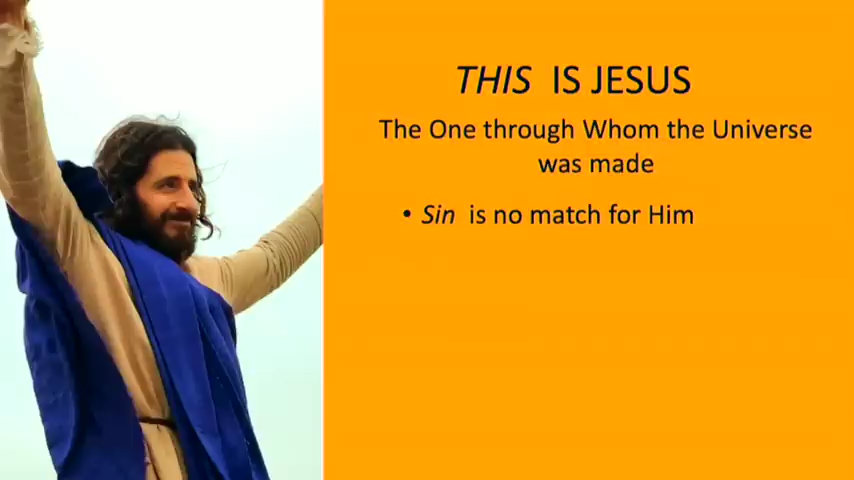 THIS IS JESUS
The One through Whom the Universe
was made
• Sin is no match for Him